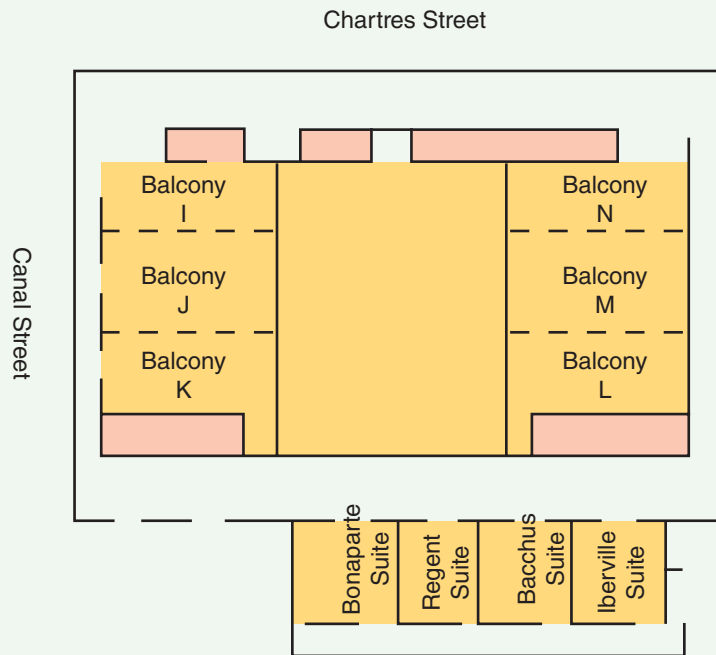 Chartres Street
Canal Street
Balcony
I
Balcony
N
Balcony
J
Balcony
M
Balcony
K
Balcony
L
Bonaparte
Suite
Regent
Suite
Bacchus
Suite
Iberville
Suite